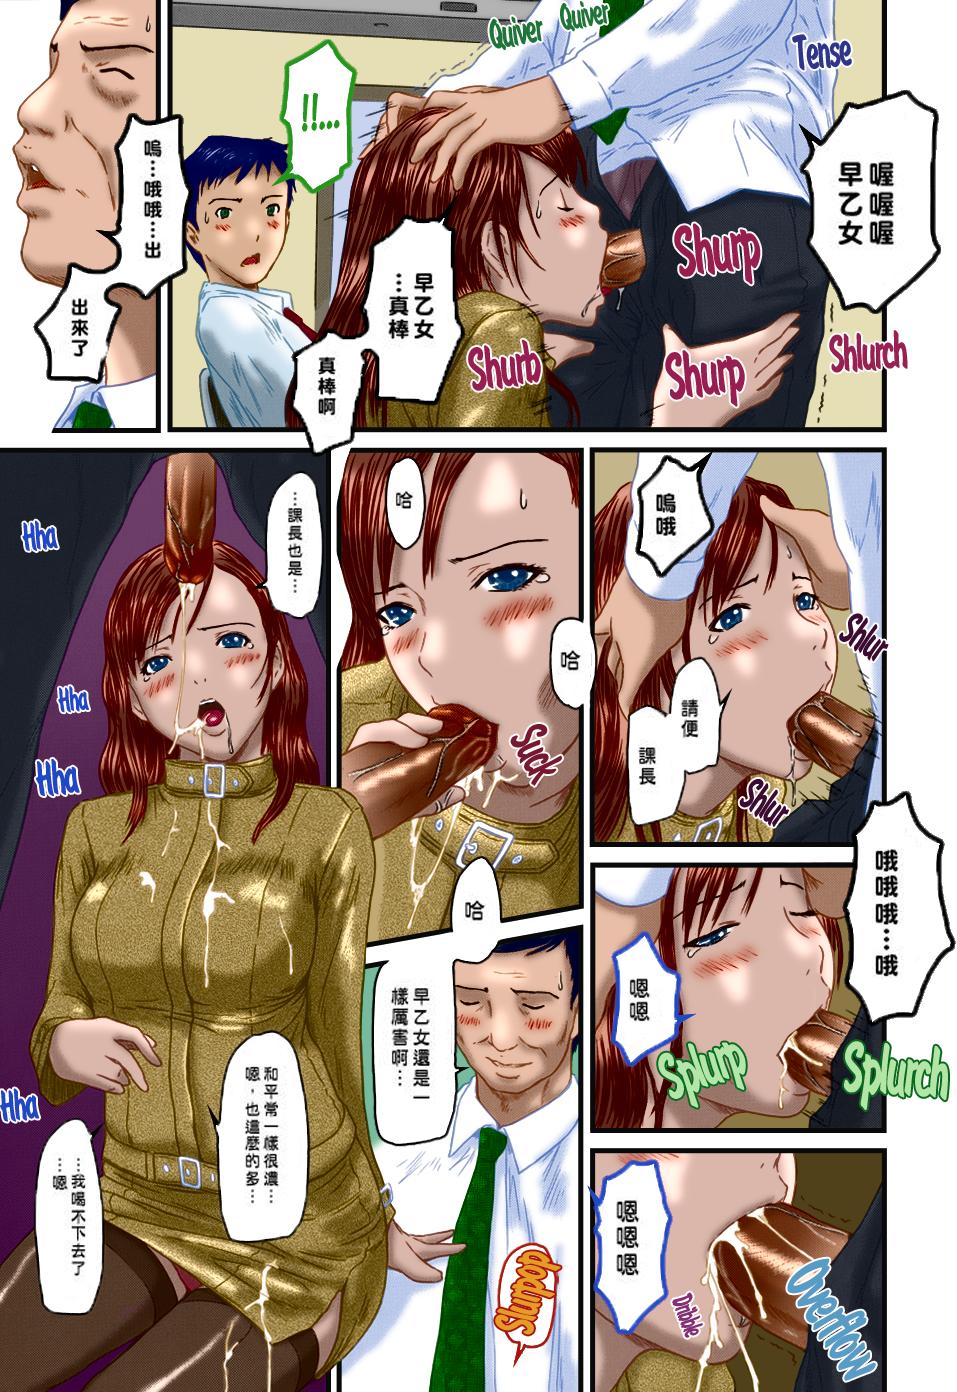 Quiver
Quiver
Tense
喔喔喔
早乙女
!!…
Shurp
早乙女
…真棒
真棒啊
Shurb
Shurp
Shlurch
嗚…哦哦…出
出來了
嗚哦
Shlur
請便
課長
Shlur
哈
哈
Suck
哈
…課長也是…
Hha
Hha
Hha
Hha
哦哦哦…哦
嗯嗯
Splurp
Splurch
早乙女還是一
樣厲害啊…
和平常一樣很濃…
嗯，也這麼的多…
…我喝不下去了
…嗯
Slurpop
嗯嗯嗯
Dribble
Overflow